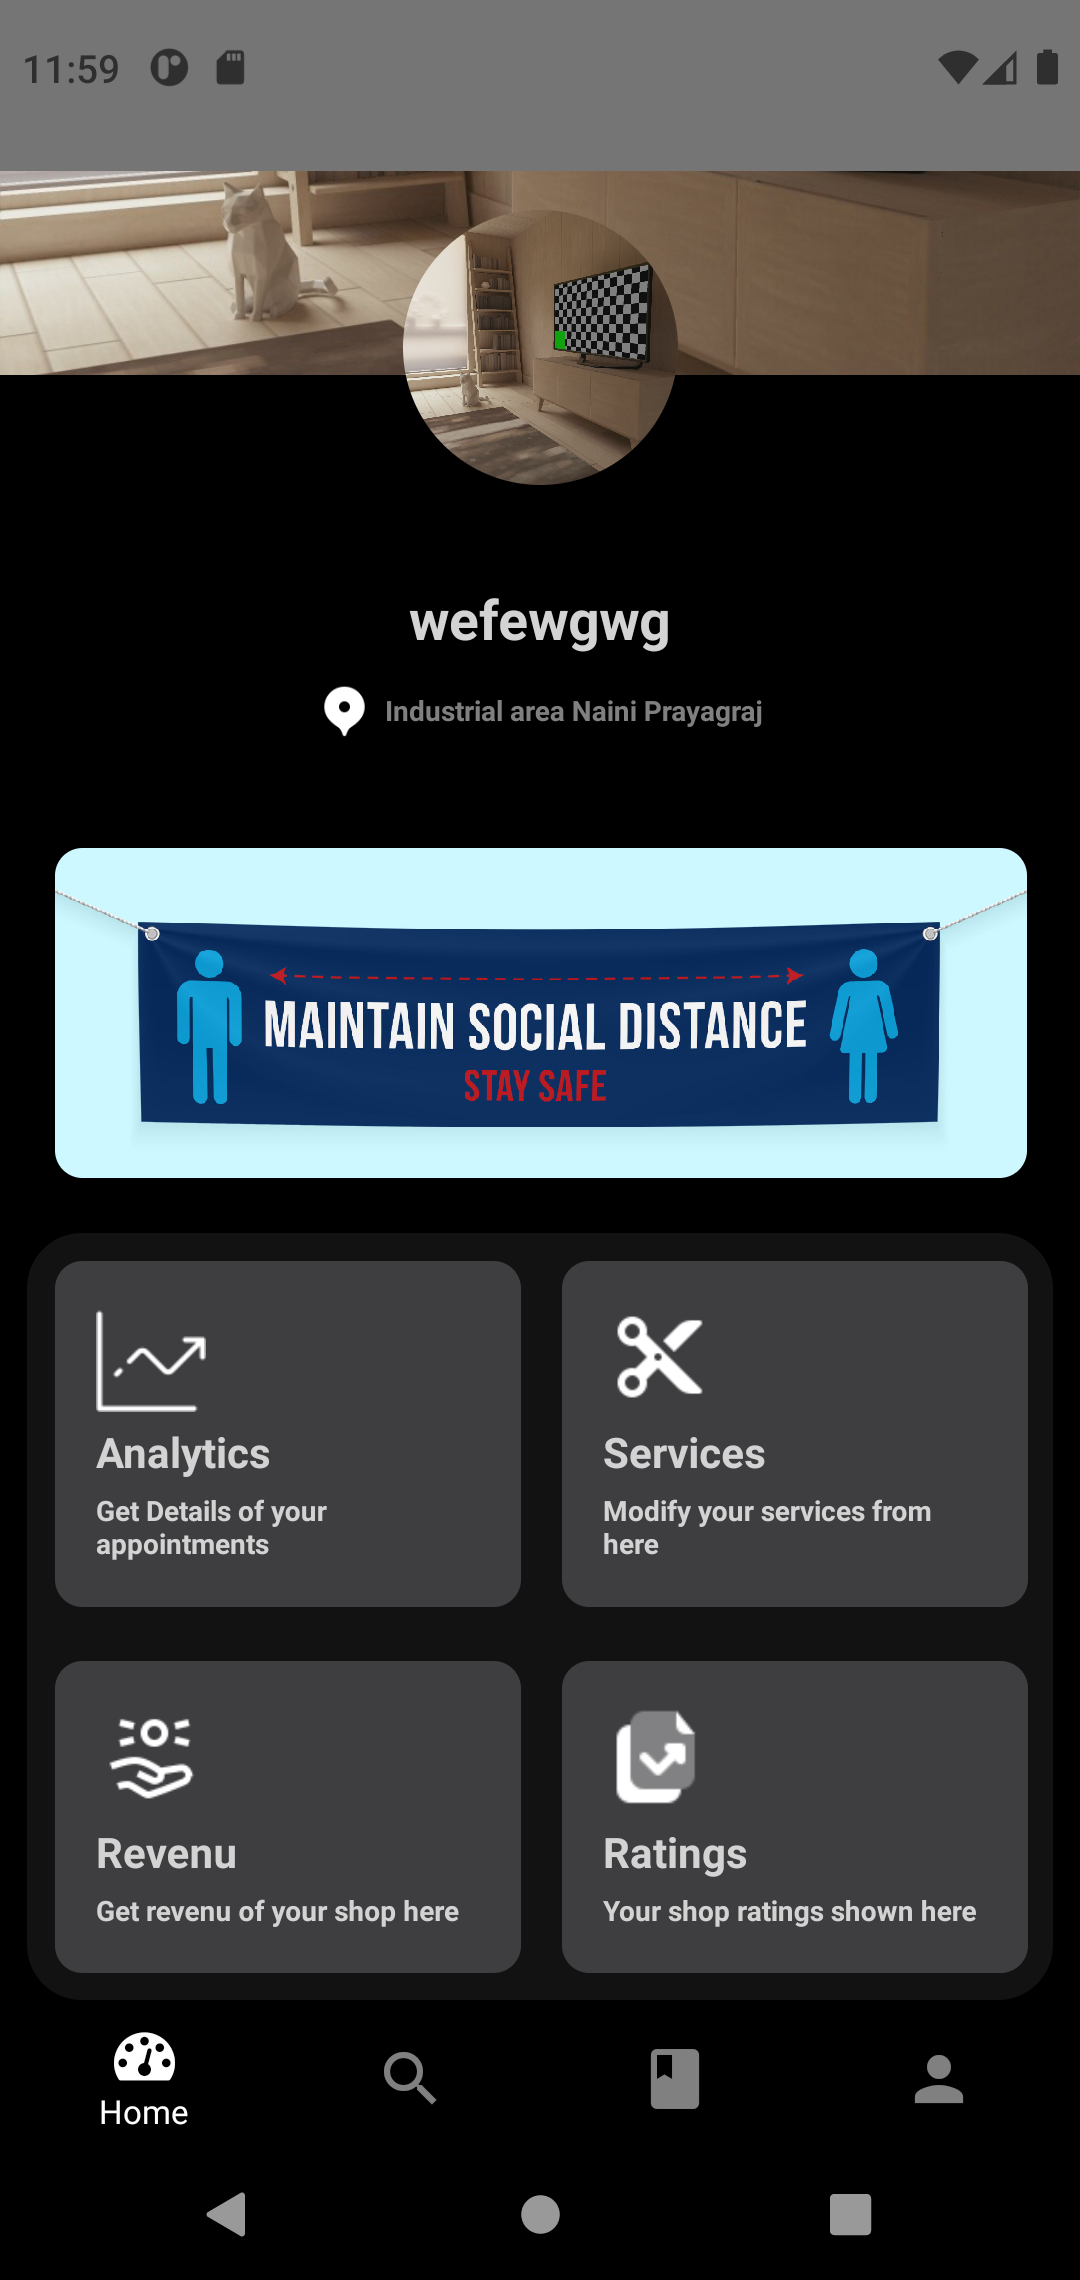 11:59
wefewgwg
Industrial area Naini Prayagraj
MAINTAIN SOCIAL DISTANCE
STAY SAFE
Analytics
Get Details of your
appointments
Services
Modify your services from
here
Revenu
Get revenu of your shop here
Ratings
Your shop ratings shown here
Home